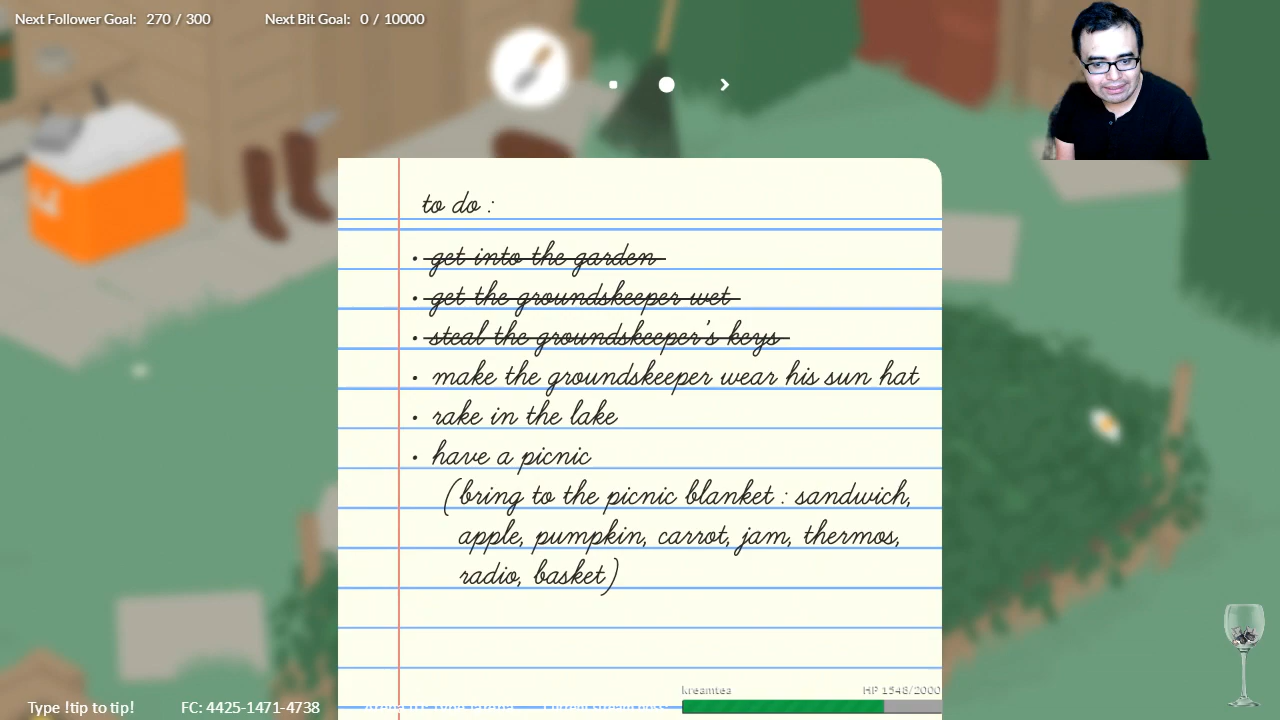 Next Follower Goal: 270 / 300 Next Bit Goal: 0 / 10000
to do :
• get into the garden
• get the groundskeeper wet
• steal the groundskeeper's keys
• make the groundskeeper wear his sun hat
• rake in the lake
• have a picnic
(bring to the picnic blanket : sandwich,
apple, pumpkin, carrot, jam, thermos,
radio, basket)
kreamtea HP 1548/2000
Type !tip to tip! FC: 4425-1471-4738